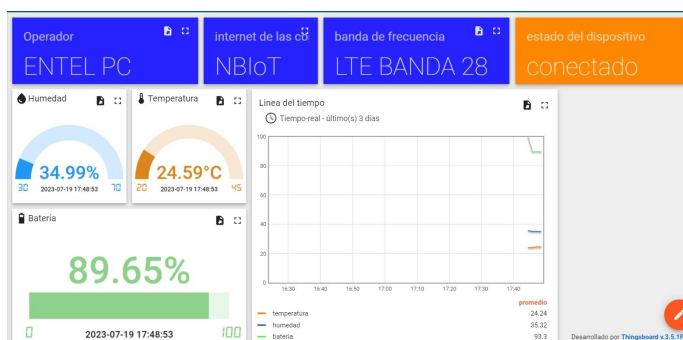 Operador
ENTEL PC
internet de las co
NBIoT
banda de frecuencia
LTE BANDA 28
estado del dispositivo
conectado
Humedad
34.99%
30
2023-07-19 17:48:53
70
Temperatura
24.59°C
20
2023-07-19 17:48:53
45
Linea del tiempo
Tiempo-real - último(s) 3 días
100
80
60
40
20
0
16:30 16:40 16:50 17:00 17:10 17:20 17:30 17:40
promedio
temperatura 24.24
humedad 35.32
bateria 93.3
Batería
89.65%
0
2023-07-19 17:48:53
100
Desarrollado por Thingsboard v.3.5.1P